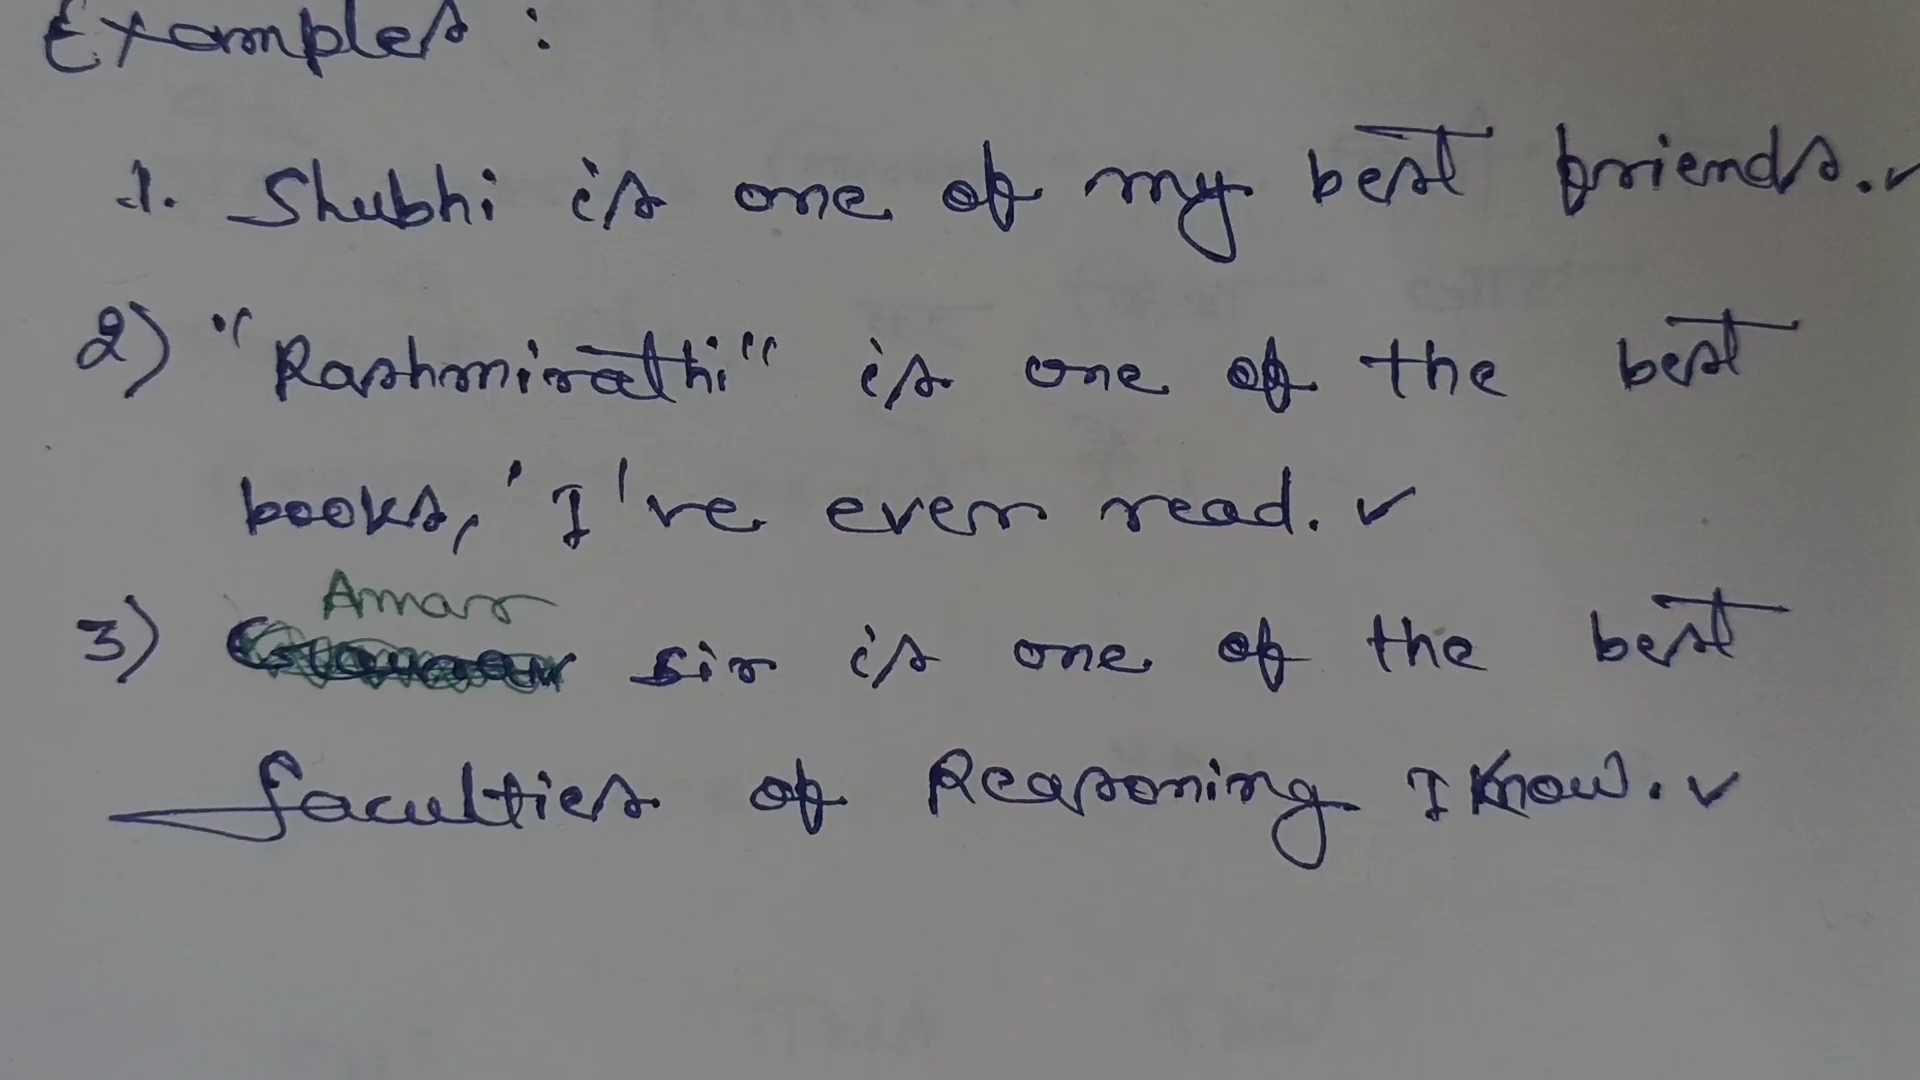 Examples :
1. Shubhi is one of my best friends. ✓
2) "Rashmirathi" is one of the best
books, ' I've ever read. ✓
Amar
3) sir is one of the best
faculties of Reasoning I know. ✓